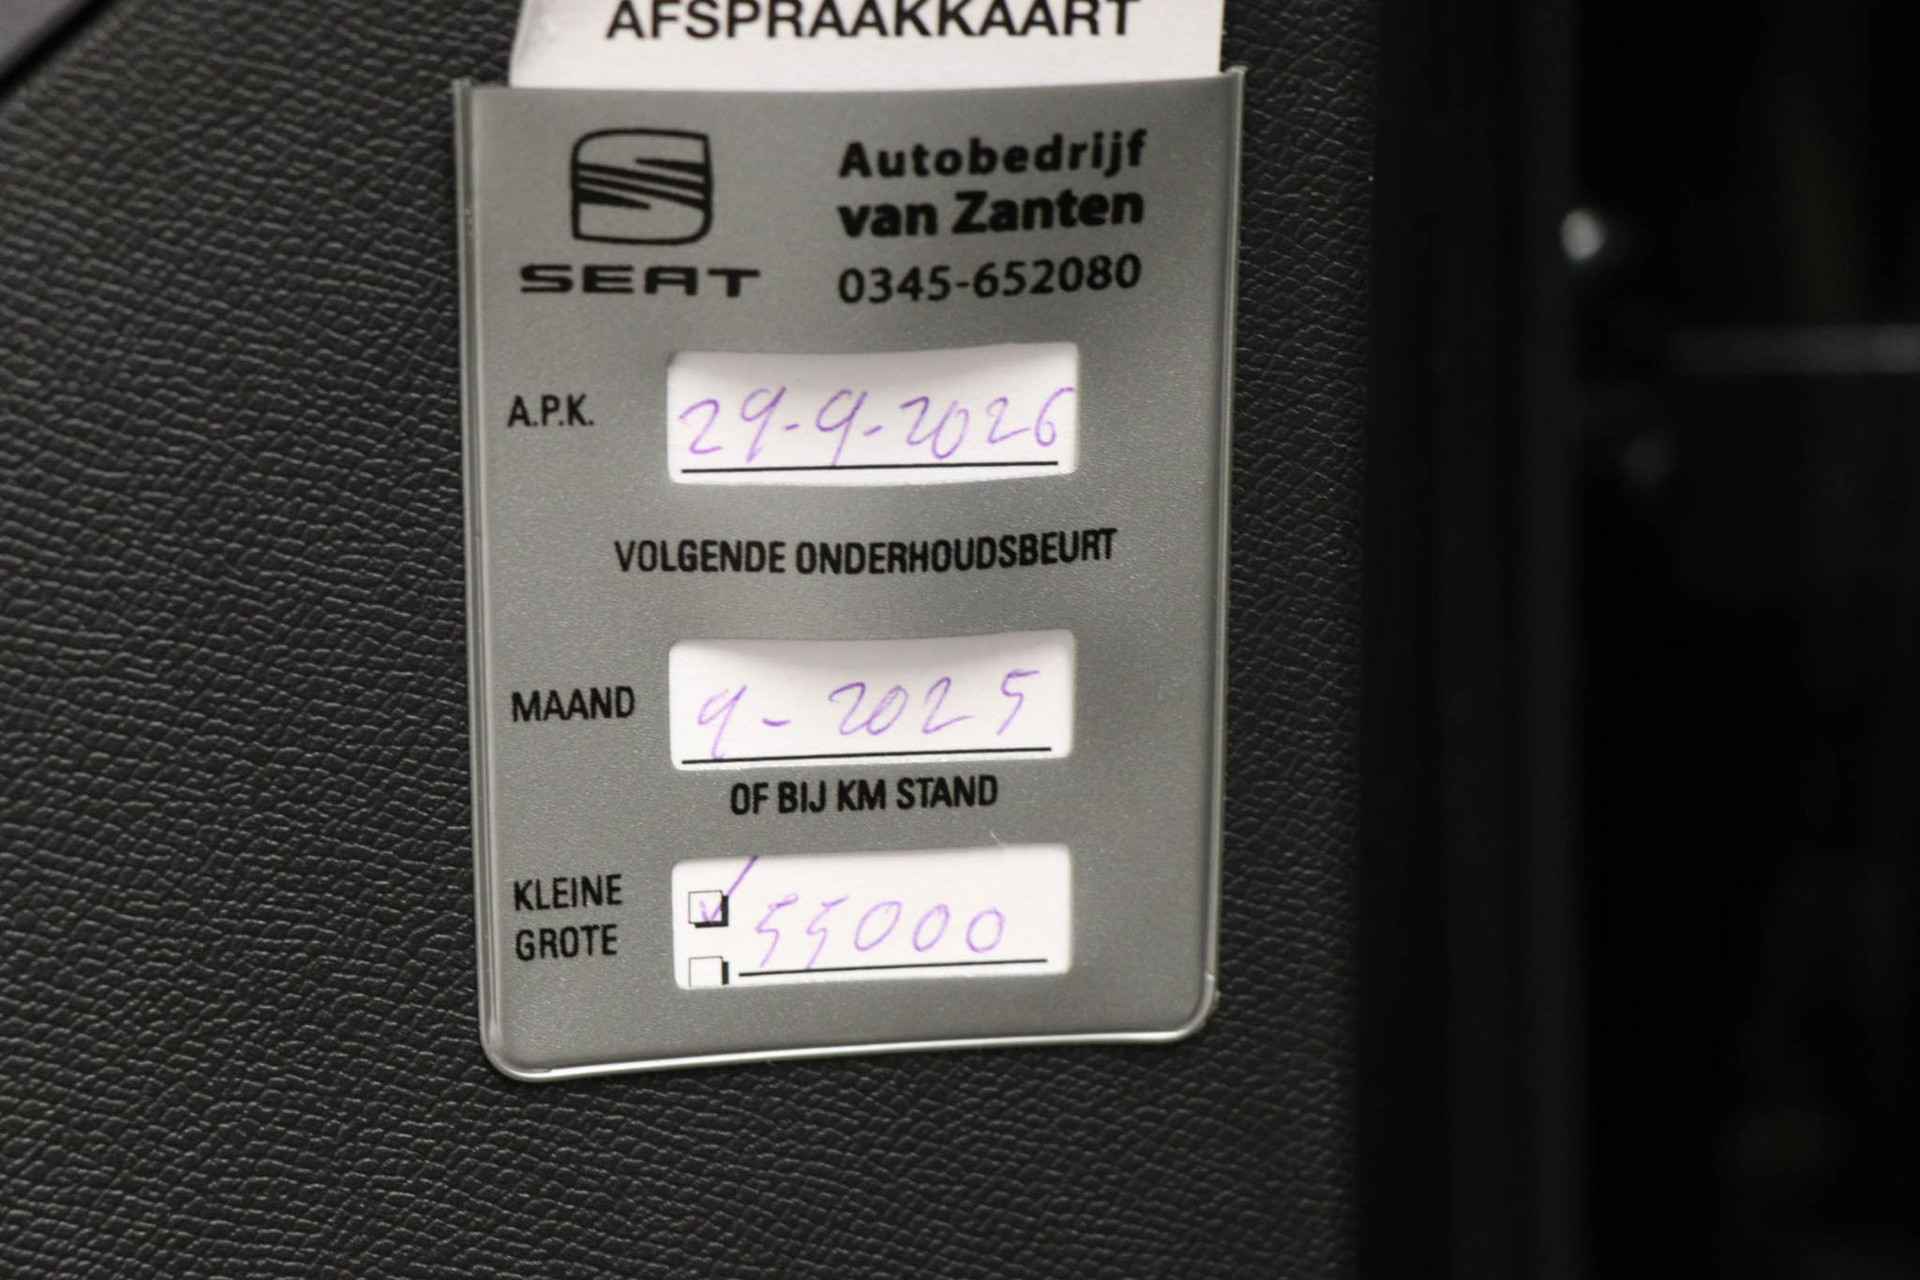 AFSPRAAKKAART
Autobedrijf
van Zanten
SEAT
0345-652080
A.P.K.
29-9-2026
VOLGENDE ONDERHOUDSBEURT
MAAND
9-2025
OF BIJ KM STAND
KLEINE
GROTE
55000